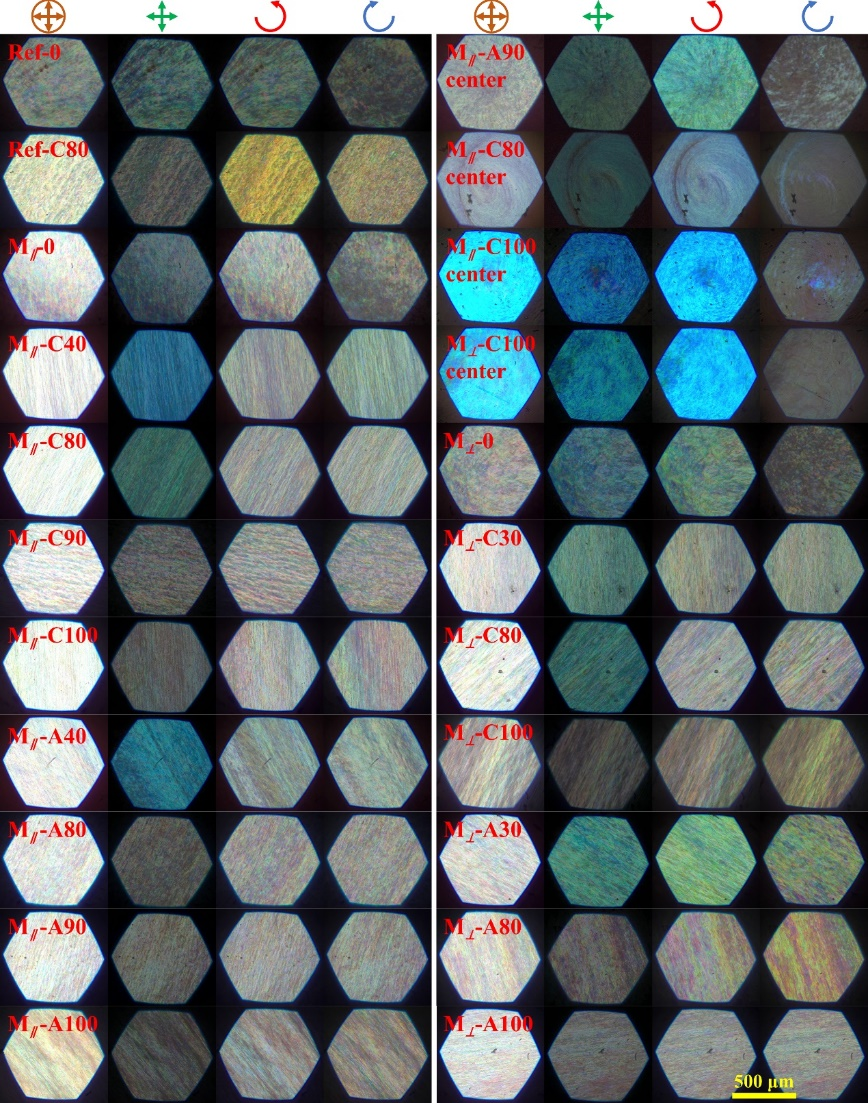 Ref-0
Ref-C80
M∥-0
M∥-C40
M∥-C80
M∥-C90
M∥-C100
M∥-A40
M∥-A80
M∥-A90
M∥-A100
M∥-A90
center
M∥-C80
center
M∥-C100
center
M⊥-C100
center
M⊥-0
M⊥-C30
M⊥-C80
M⊥-C100
M⊥-A30
M⊥-A80
M⊥-A100
500 μm